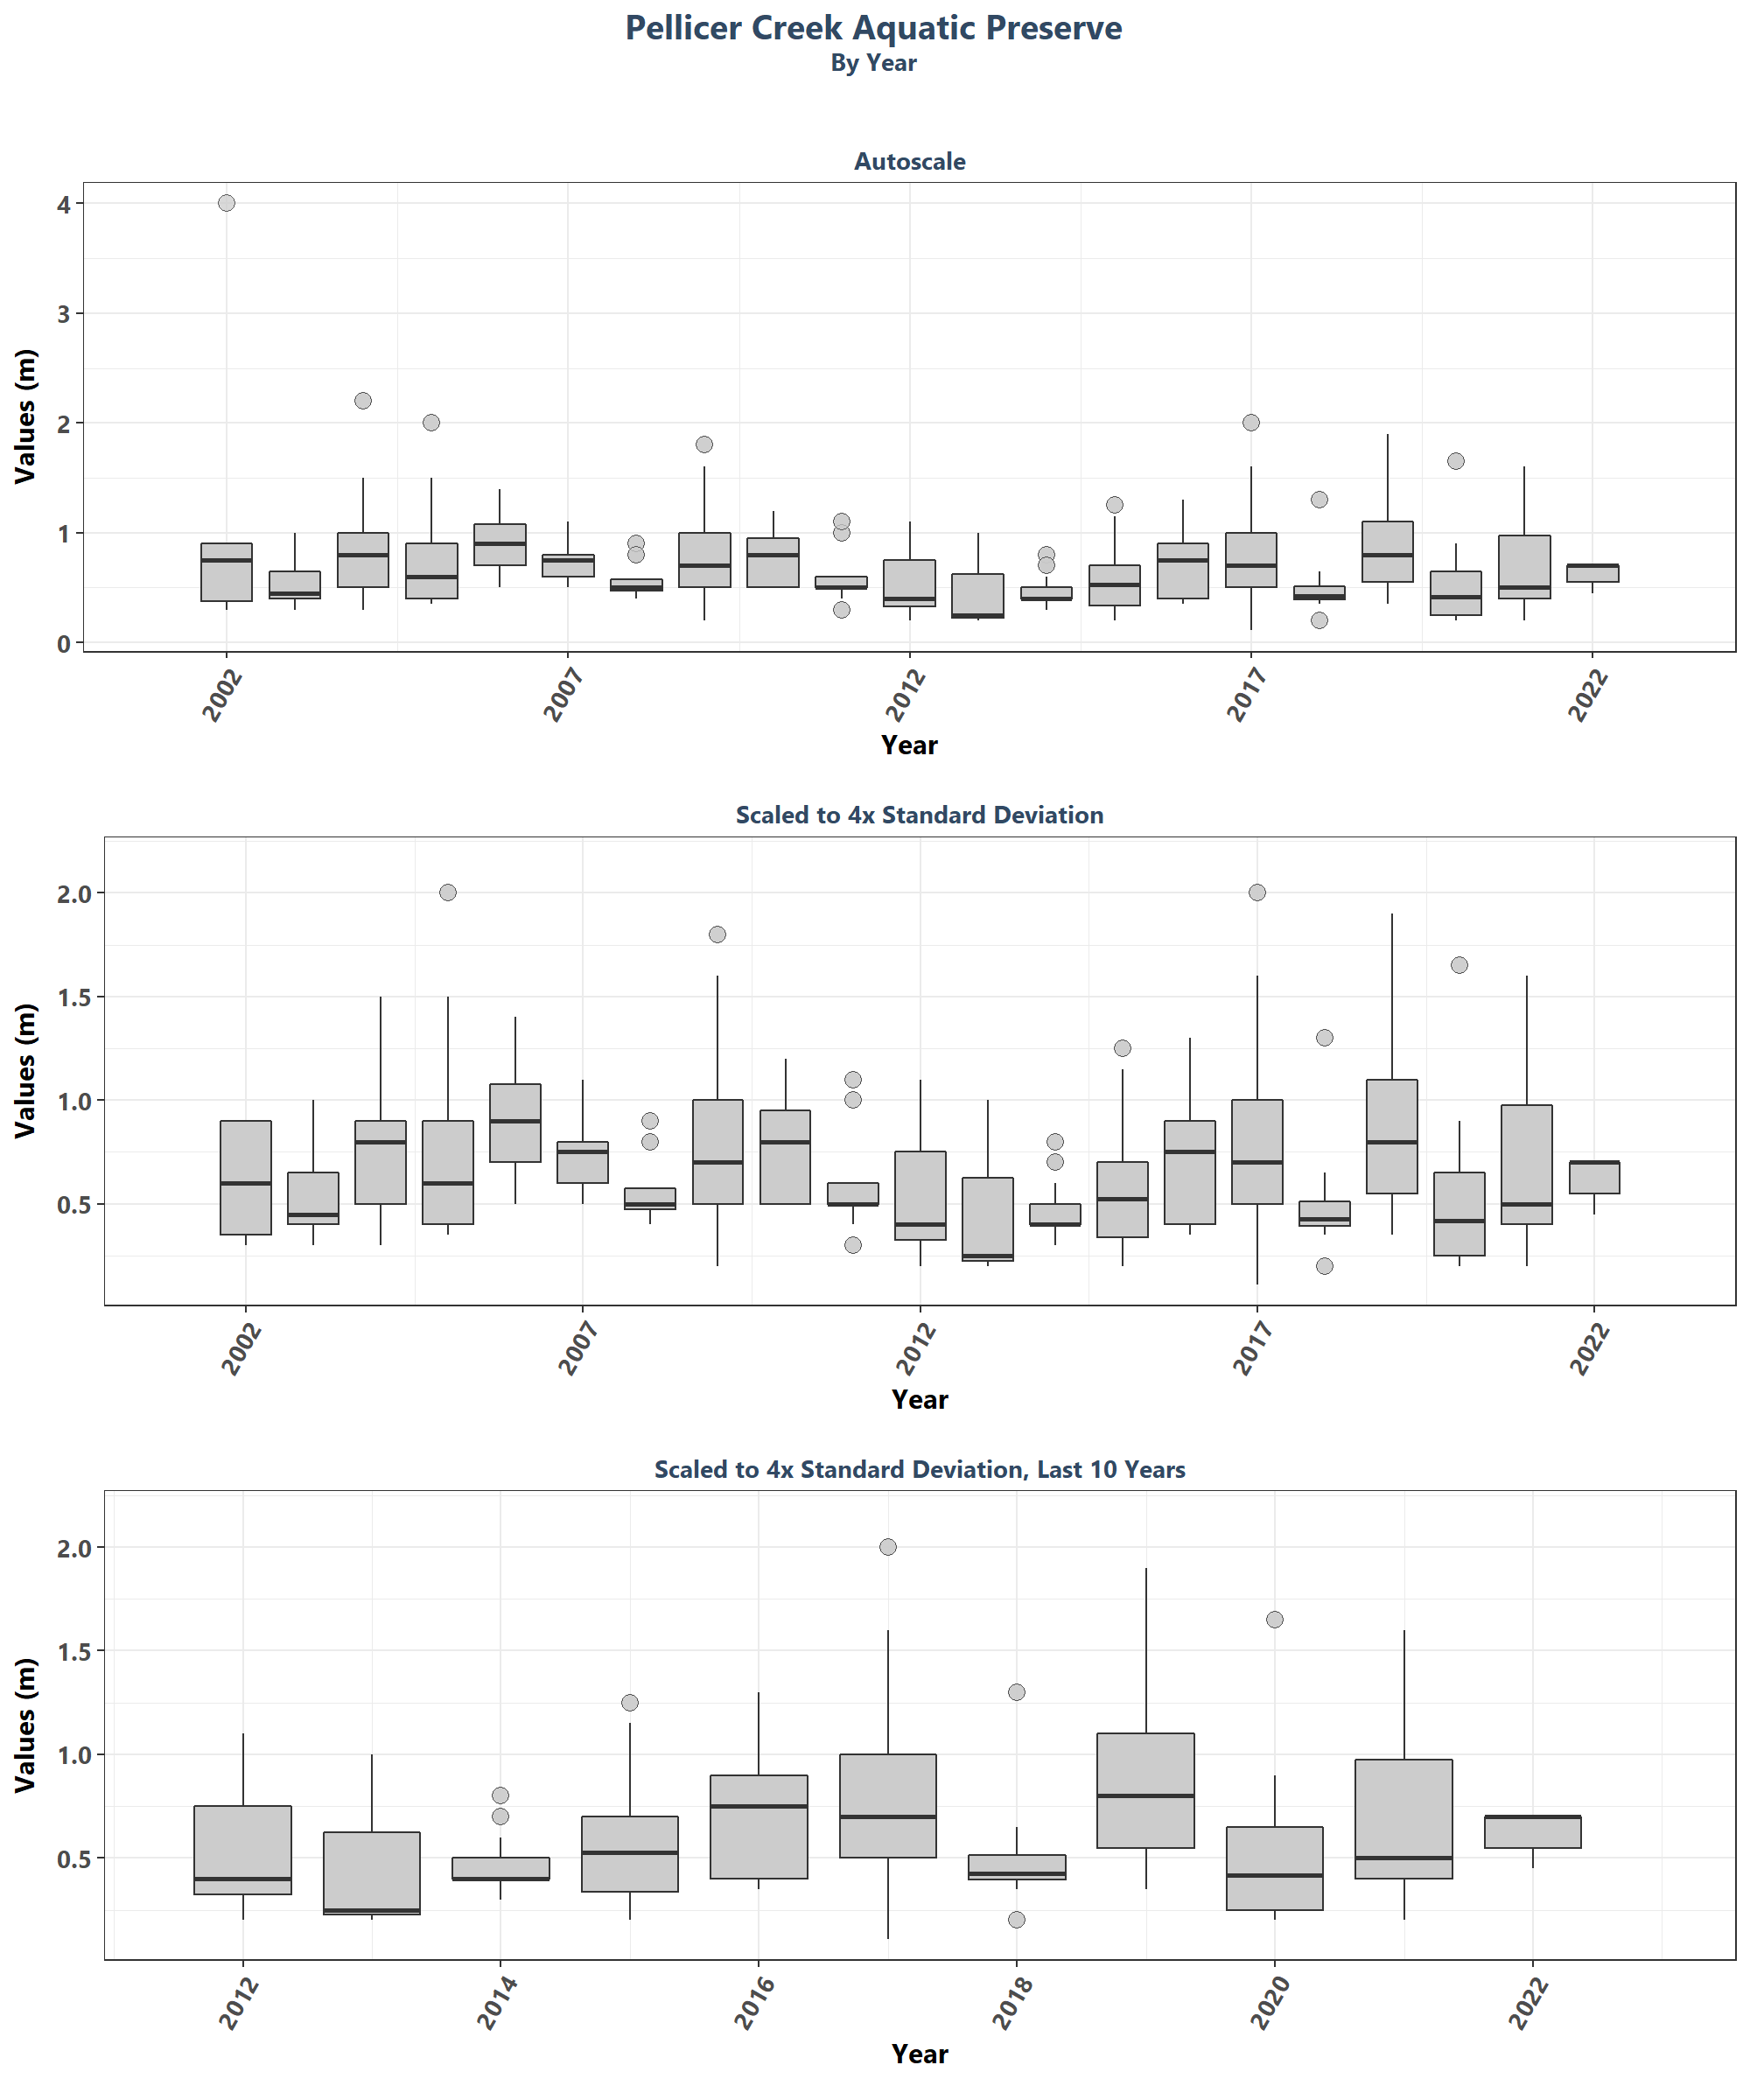 Pellicer Creek Aquatic Preserve
By Year
Autoscale
Values (m)
4
3
2
1
0
2002 2007 2012 2017 2022
Year
Scaled to 4x Standard Deviation
Values (m)
2.0
1.5
1.0
0.5
2002 2007 2012 2017 2022
Year
Scaled to 4x Standard Deviation, Last 10 Years
Values (m)
2.0
1.5
1.0
0.5
2012 2014 2016 2018 2020 2022
Year